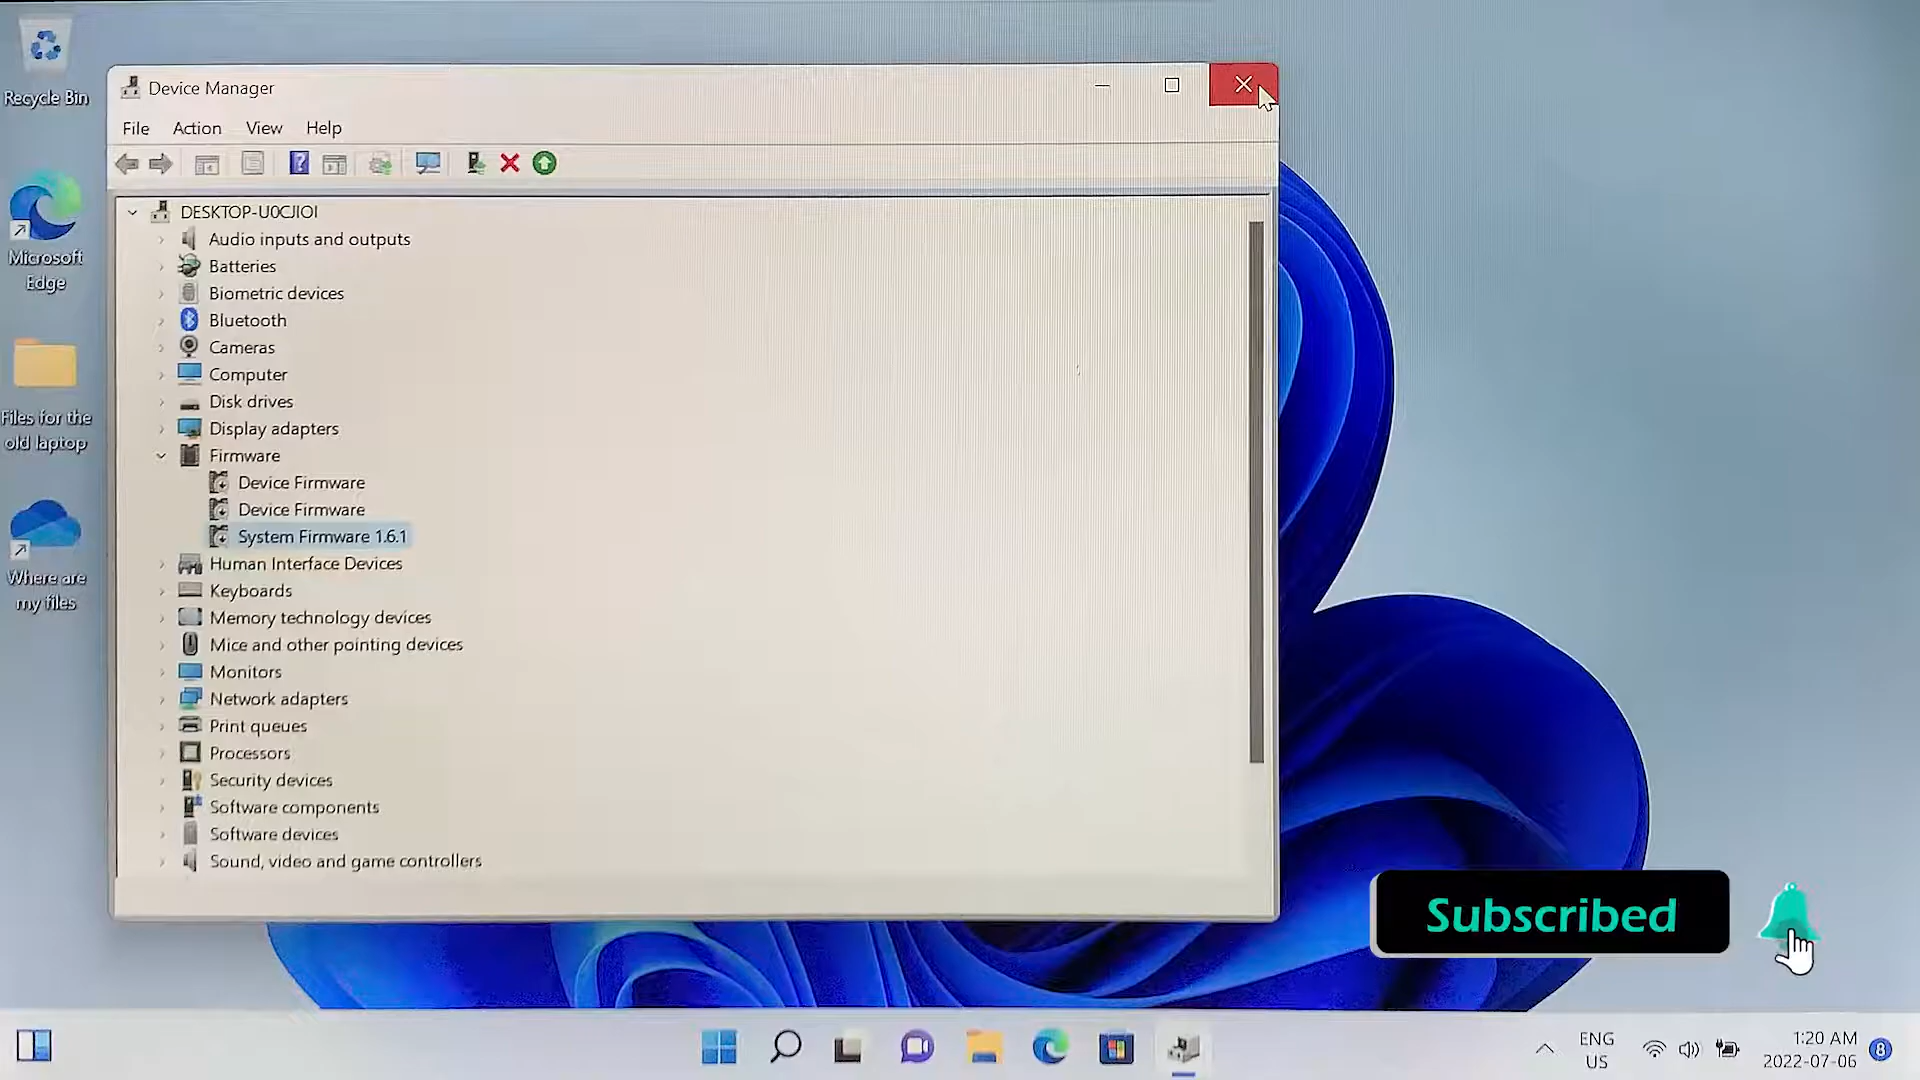 Recycle Bin
Microsoft
Edge
Files for the
old laptop
Where are
my files
Device Manager
File Action View Help
DESKTOP-U0CJIOI
Audio inputs and outputs
Batteries
Biometric devices
Bluetooth
Cameras
Computer
Disk drives
Display adapters
Firmware
Device Firmware
Device Firmware
System Firmware 1.6.1
Human Interface Devices
Keyboards
Memory technology devices
Mice and other pointing devices
Monitors
Network adapters
Print queues
Processors
Security devices
Software components
Software devices
Sound, video and game controllers
Subscribed
ENG
US
1:20 AM
2022-07-06
8